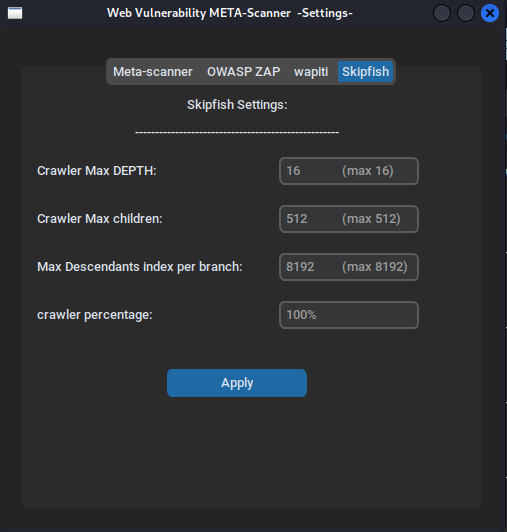 Web Vulnerability META-Scanner -Settings-
Meta-scanner OWASP ZAP wapiti Skipfish
Skipfish Settings:
---------------------------------------------------
Crawler Max DEPTH: 16 (max 16)
Crawler Max children: 512 (max 512)
Max Descendants index per branch: 8192 (max 8192)
crawler percentage: 100%
Apply